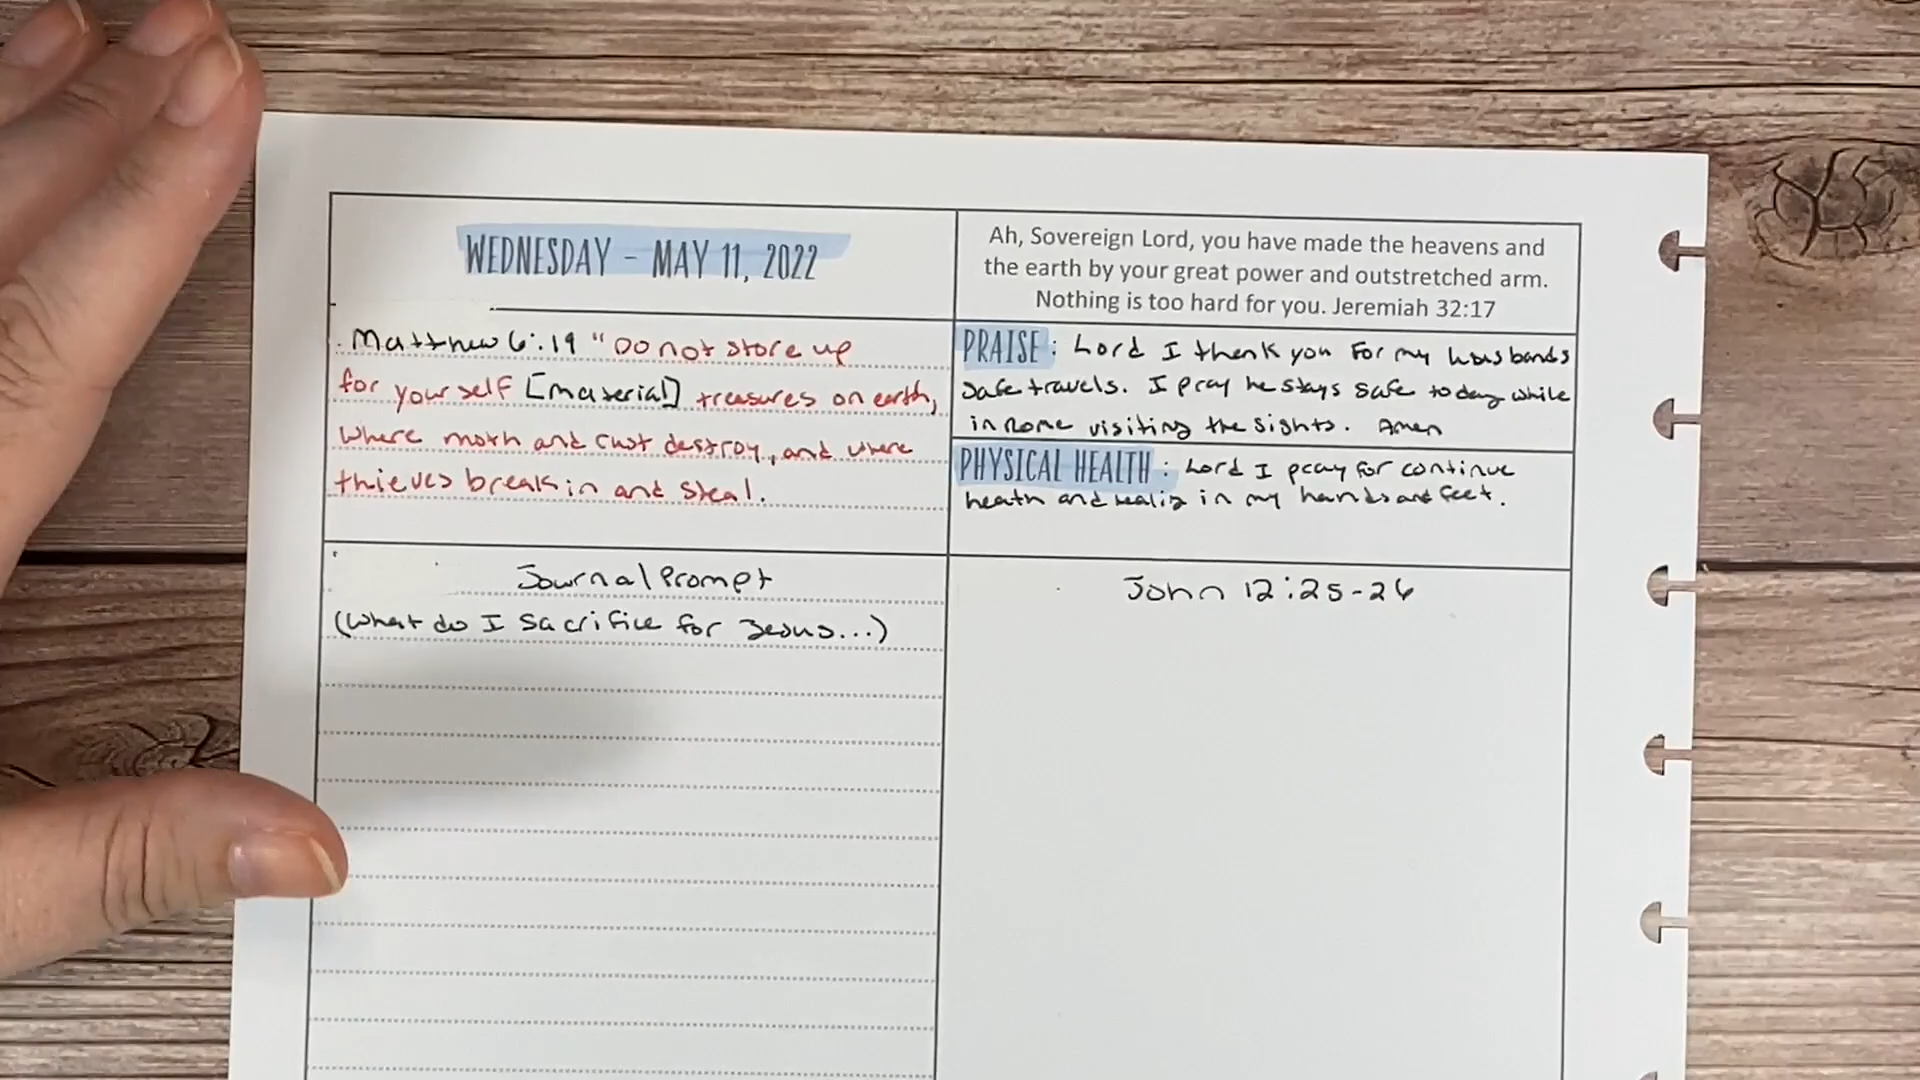 WEDNESDAY - MAY 11, 2022
Matthew 6:19 "Do not store up
for yourself [material] treasures on earth,
where moth and rust destroy, and where
thieves break in and steal.
Journal Prompt
(What do I sacrifice for Jesus...)
Ah, Sovereign Lord, you have made the heavens and
the earth by your great power and outstretched arm.
Nothing is too hard for you. Jeremiah 32:17
PRAISE: Lord I thank you for my husbands
safe travels. I pray he stays safe today while
in Rome visiting the sights. Amen
PHYSICAL HEALTH: Lord I pray for continue
heath and in my hands and feet.
John 12:25-26